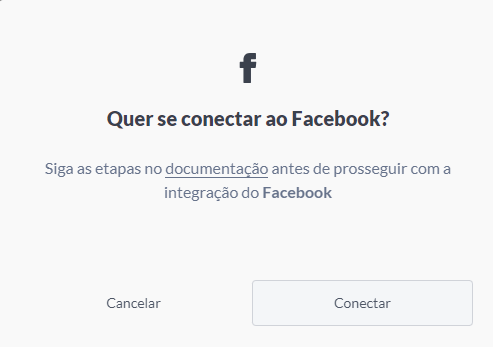 Quer se conectar ao Facebook?
Siga as etapas no documentação antes de prosseguir com a
integração do Facebook
Cancelar
Conectar